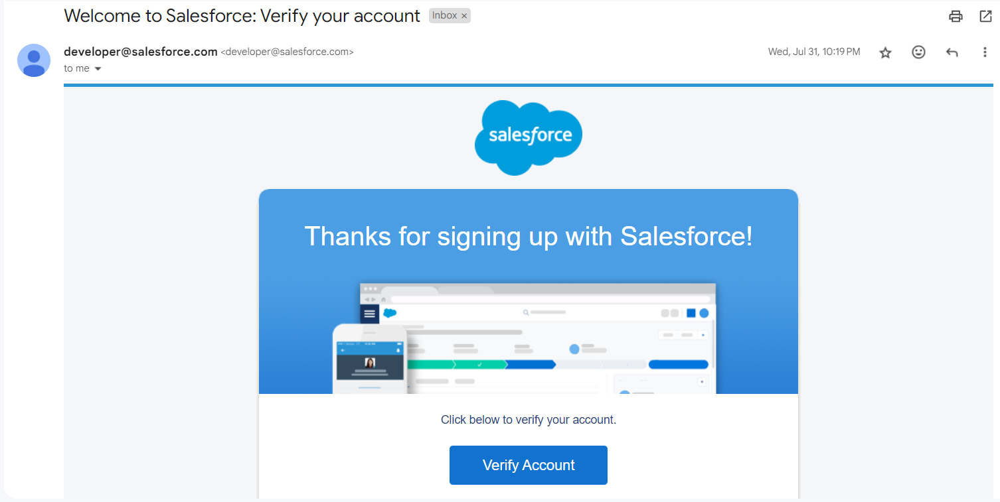 Welcome to Salesforce: Verify your account Inbox ×
developer@salesforce.com <developer@salesforce.com> Wed, Jul 31, 10:19 PM
to me
salesforce
Thanks for signing up with Salesforce!
Click below to verify your account.
Verify Account